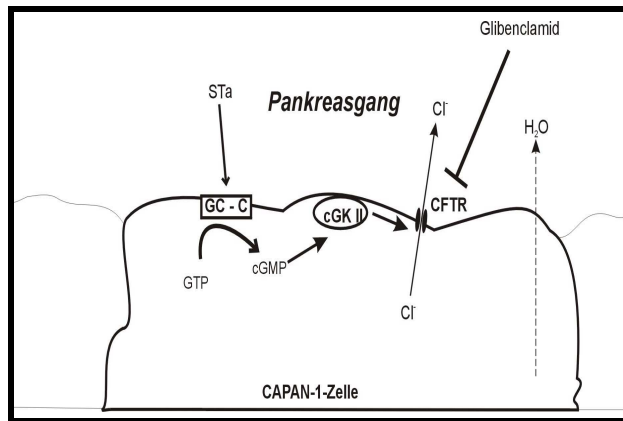 Glibenclamid
STa
Pankreasgang
Cl⁻
H₂O
GC - C
cGK II
CFTR
GTP
cGMP
Cl⁻
CAPAN-1-Zelle